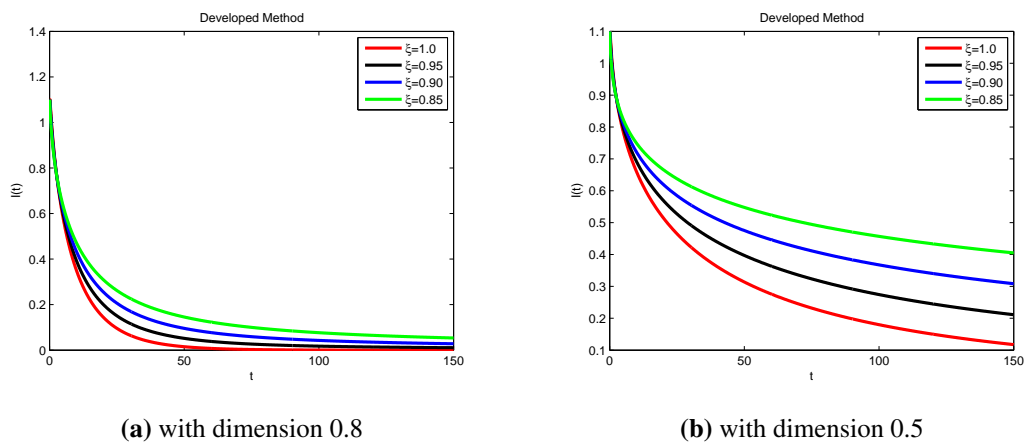 Developed Method
1.4
1.2
1
0.8
0.6
0.4
0.2
0
I(t)
0
50
100
150
t
ξ=1.0
ξ=0.95
ξ=0.90
ξ=0.85
(a) with dimension 0.8
Developed Method
1.1
1
0.9
0.8
0.7
0.6
0.5
0.4
0.3
0.2
0.1
I(t)
0
50
100
150
t
ξ=1.0
ξ=0.95
ξ=0.90
ξ=0.85
(b) with dimension 0.5